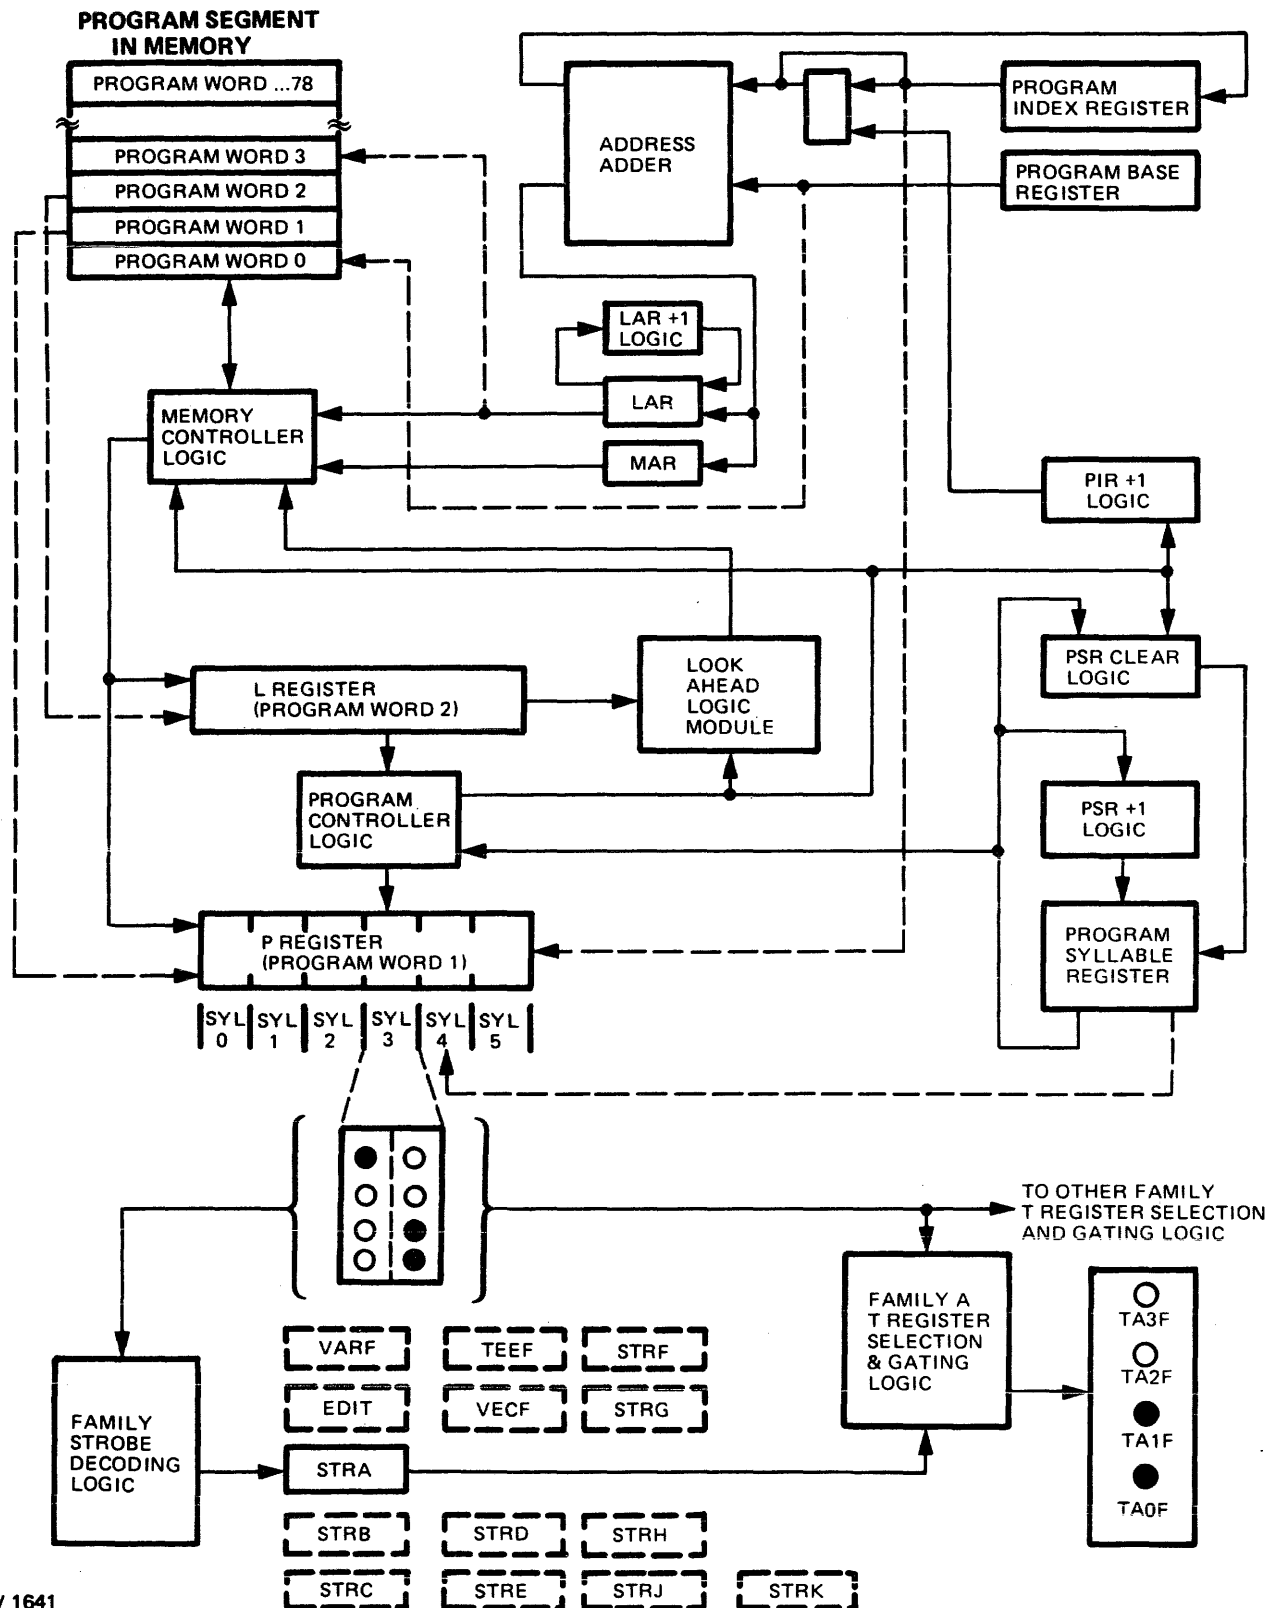 PROGRAM SEGMENT
IN MEMORY
PROGRAM WORD ...78
PROGRAM WORD 3
PROGRAM WORD 2
PROGRAM WORD 1
PROGRAM WORD 0
ADDRESS
ADDER
PROGRAM
INDEX REGISTER
PROGRAM BASE
REGISTER
LAR +1
LOGIC
LAR
MAR
MEMORY
CONTROLLER
LOGIC
PIR +1
LOGIC
PSR CLEAR
LOGIC
LOOK
AHEAD
LOGIC
MODULE
L REGISTER
(PROGRAM WORD 2)
PROGRAM
CONTROLLER
LOGIC
PSR +1
LOGIC
P REGISTER
(PROGRAM WORD 1)
PROGRAM
SYLLABLE
REGISTER
SYL SYL SYL SYL SYL SYL
0 1 2 3 4 5
TO OTHER FAMILY
T REGISTER SELECTION
AND GATING LOGIC
FAMILY A
T REGISTER
SELECTION
& GATING
LOGIC
TA3F
TA2F
TA1F
TA0F
FAMILY
STROBE
DECODING
LOGIC
VARF TEEF STRF
EDIT VECF STRG
STRA
STRB STRD STRH
STRC STRE STRJ STRK
1641